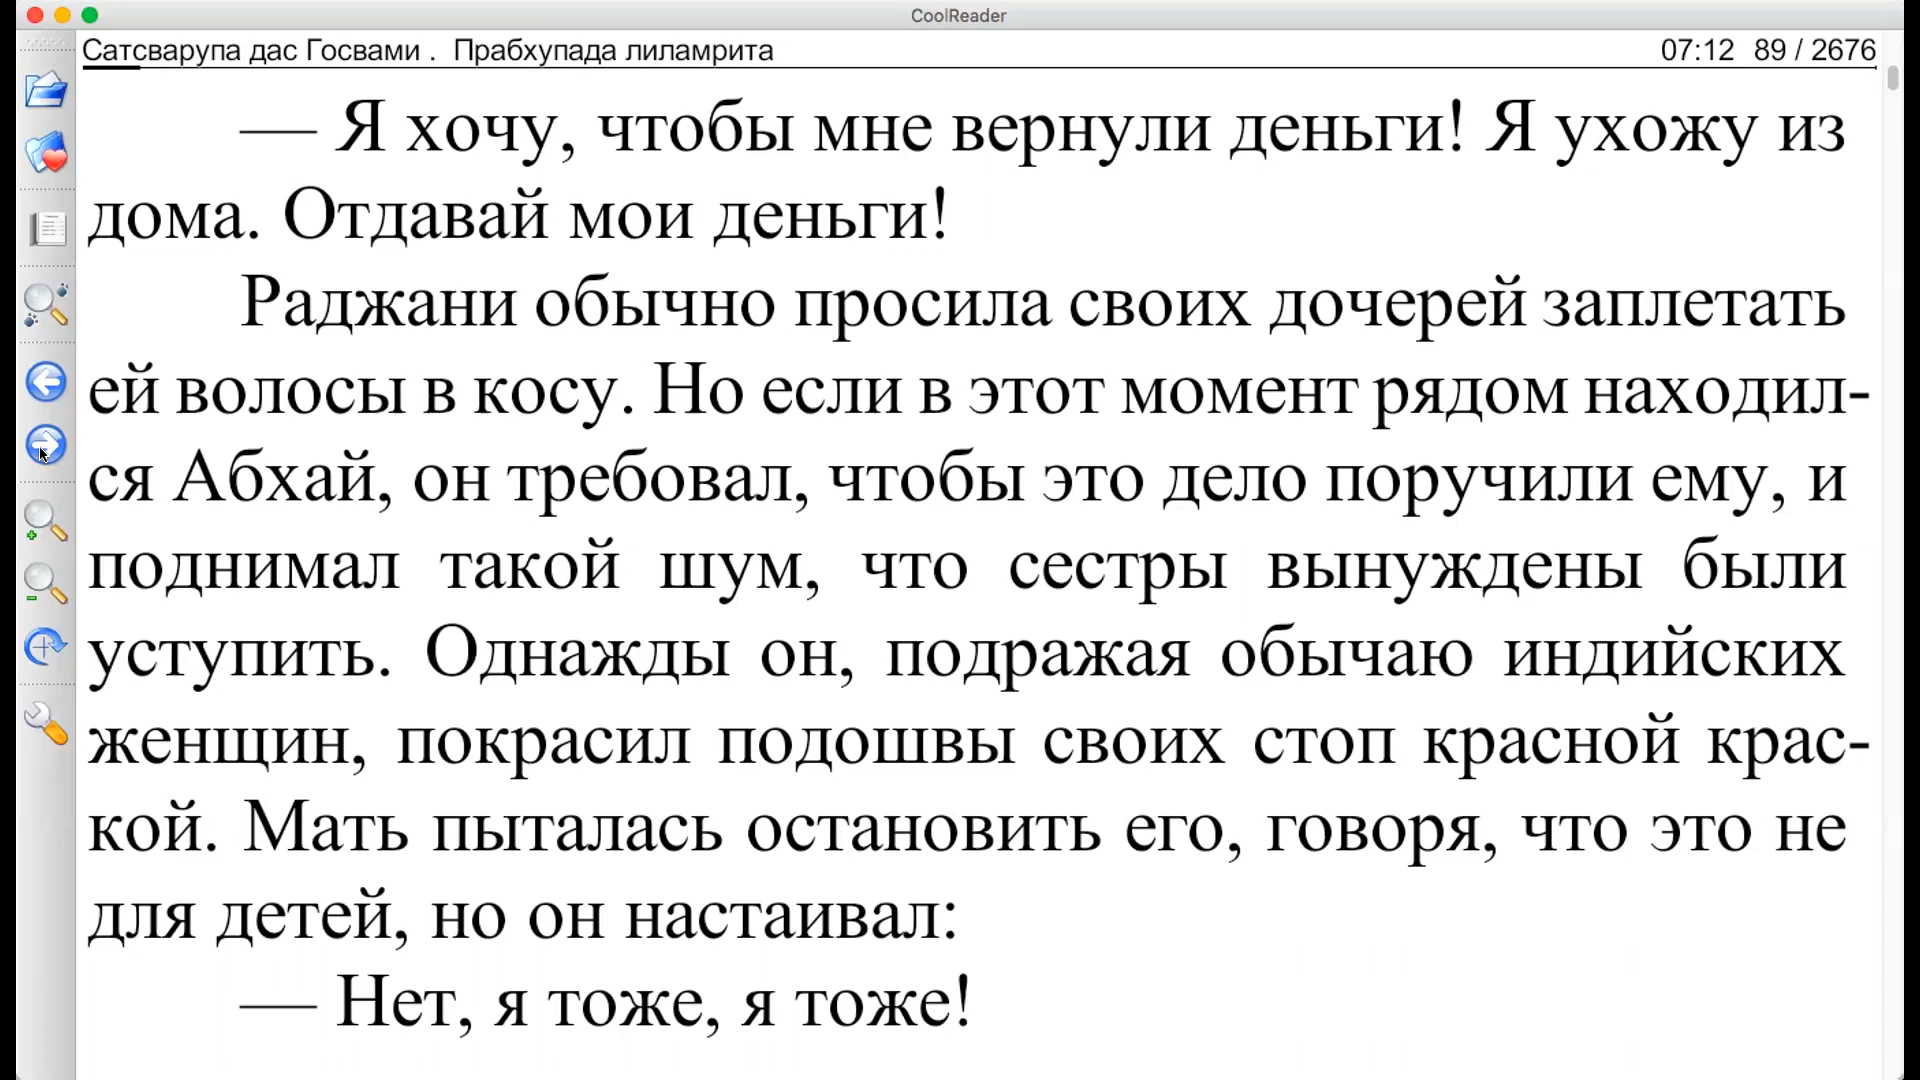 CoolReader
Сатсварупа дас Госвами .  Прабхупада лиламрита
07:12  89 / 2676
— Я хочу, чтобы мне вернули деньги! Я ухожу из
дома. Отдавай мои деньги!
Раджани обычно просила своих дочерей заплетать
ей волосы в косу. Но если в этот момент рядом находил-
ся Абхай, он требовал, чтобы это дело поручили ему, и
поднимал такой шум, что сестры вынуждены были
уступить. Однажды он, подражая обычаю индийских
женщин, покрасил подошвы своих стоп красной крас-
кой. Мать пыталась остановить его, говоря, что это не
для детей, но он настаивал:
— Нет, я тоже, я тоже!